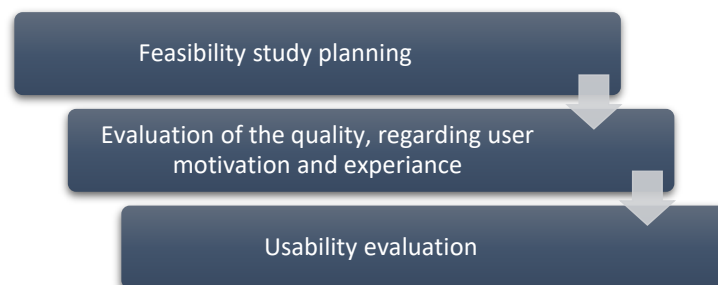 Feasibility study planning
Evaluation of the quality, regarding user
motivation and experiance
Usability evaluation